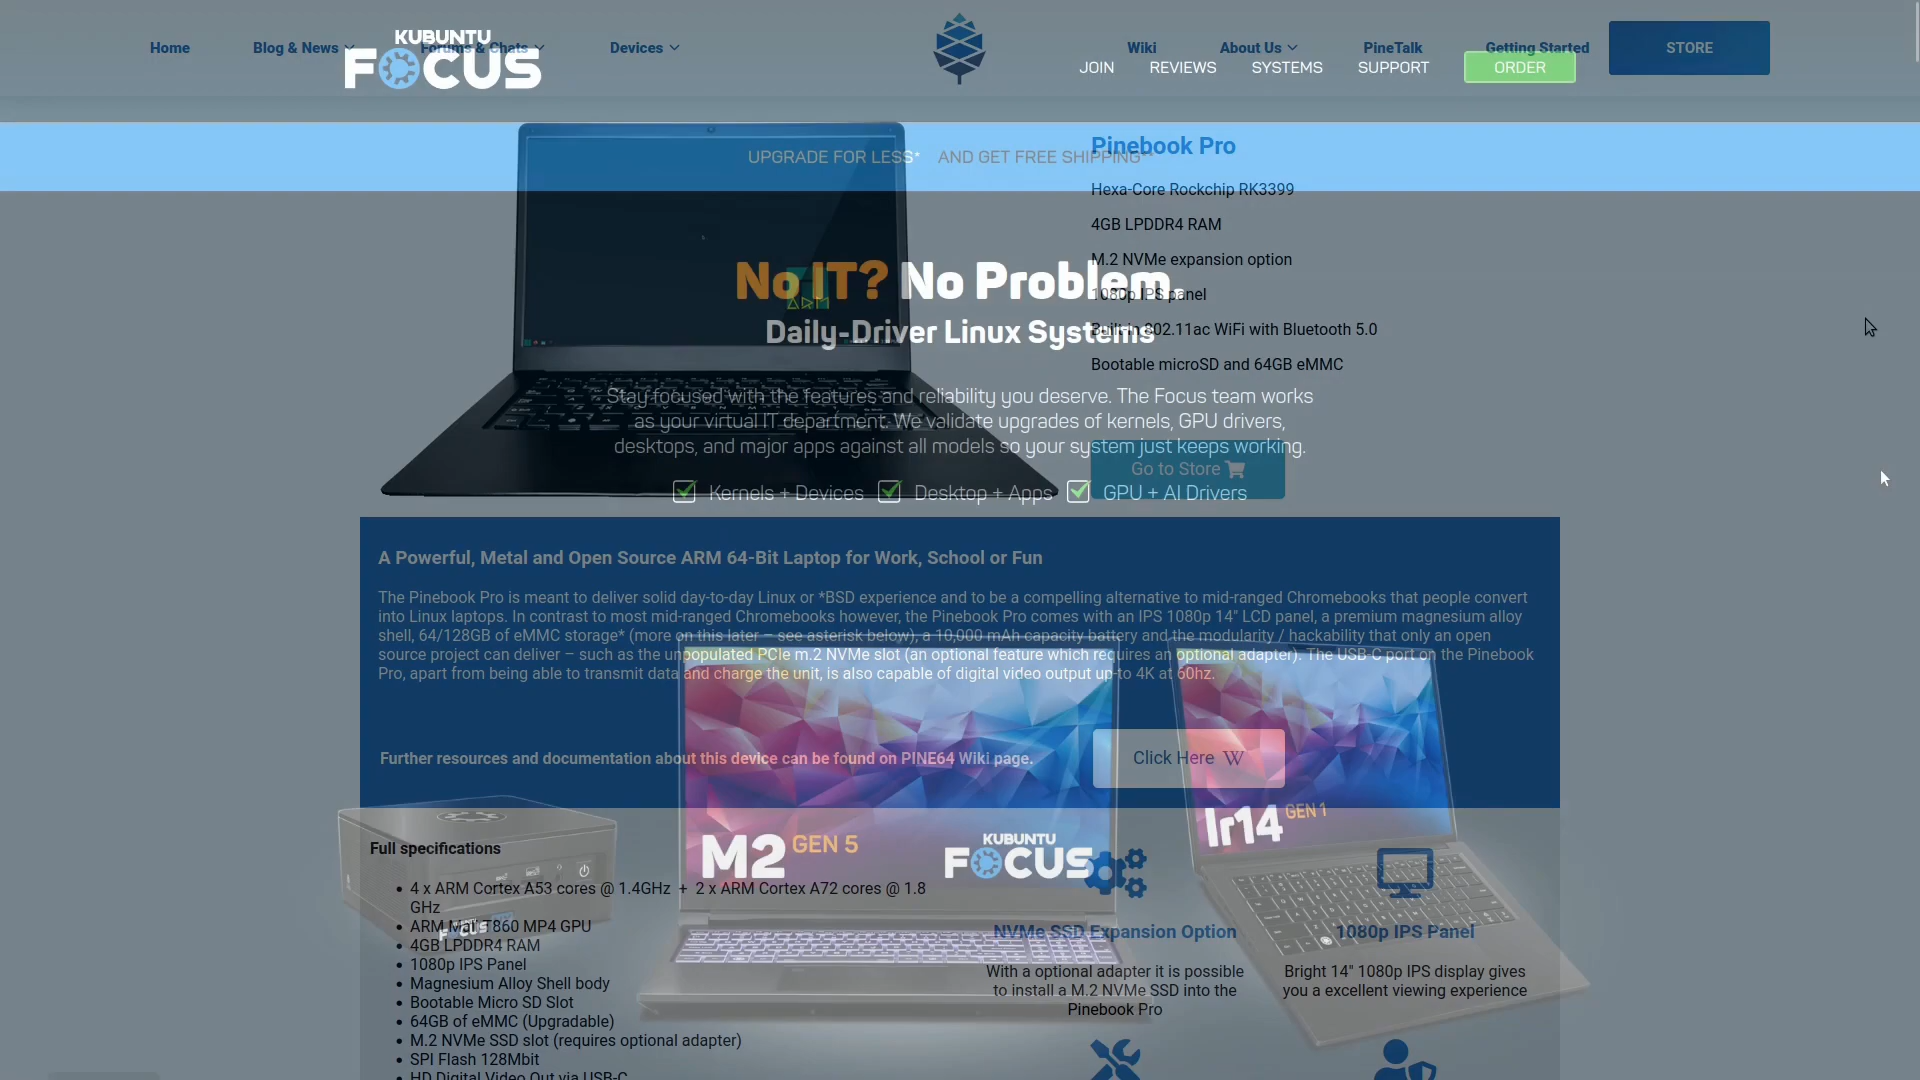 Home
Blog & News
Forums & Chats
Devices
Wiki
About Us
PineTalk
Getting Started
STORE
KUBUNTU
FOCUS
JOIN
REVIEWS
SYSTEMS
SUPPORT
ORDER
UPGRADE FOR LESS* AND GET FREE SHIPPING**
Pinebook Pro
Hexa-Core Rockchip RK3399
4GB LPDDR4 RAM
M.2 NVMe expansion option
1080p IPS panel
Built-in 802.11ac WiFi with Bluetooth 5.0
Bootable microSD and 64GB eMMC
Go to Store
ARM
No IT? No Problem.
Daily-Driver Linux Systems
Stay focused with the features and reliability you deserve. The Focus team works
as your virtual IT department. We validate upgrades of kernels, GPU drivers,
desktops, and major apps against all models so your system just keeps working.
Kernels + Devices
Desktop + Apps
GPU + AI Drivers
A Powerful, Metal and Open Source ARM 64-Bit Laptop for Work, School or Fun
The Pinebook Pro is meant to deliver solid day-to-day Linux or *BSD experience and to be a compelling alternative to mid-ranged Chromebooks that people convert
into Linux laptops. In contrast to most mid-ranged Chromebooks however, the Pinebook Pro comes with an IPS 1080p 14" LCD panel, a premium magnesium alloy
shell, 64/128GB of eMMC storage* (more on this later – see asterisk below), a 10,000 mAh capacity battery and the modularity / hackability that only an open
source project can deliver – such as the unpopulated PCIe m.2 NVMe slot (an optional feature which requires an optional adapter). The USB-C port on the Pinebook
Pro, apart from being able to transmit data and charge the unit, is also capable of digital video output up-to 4K at 60hz.
Further resources and documentation about this device can be found on PINE64 Wiki page.
Click Here W
M2 GEN 5
KUBUNTU
FOCUS
Ir14 GEN 1
FOCUS
Full specifications
4 x ARM Cortex A53 cores @ 1.4GHz + 2 x ARM Cortex A72 cores @ 1.8
GHz
ARM Mali T860 MP4 GPU
4GB LPDDR4 RAM
1080p IPS Panel
Magnesium Alloy Shell body
Bootable Micro SD Slot
64GB of eMMC (Upgradable)
M.2 NVMe SSD slot (requires optional adapter)
SPI Flash 128Mbit
HD Digital Video Out via USB-C
NVMe SSD Expansion Option
With a optional adapter it is possible
to install a M.2 NVMe SSD into the
Pinebook Pro
1080p IPS Panel
Bright 14" 1080p IPS display gives
you a excellent viewing experience